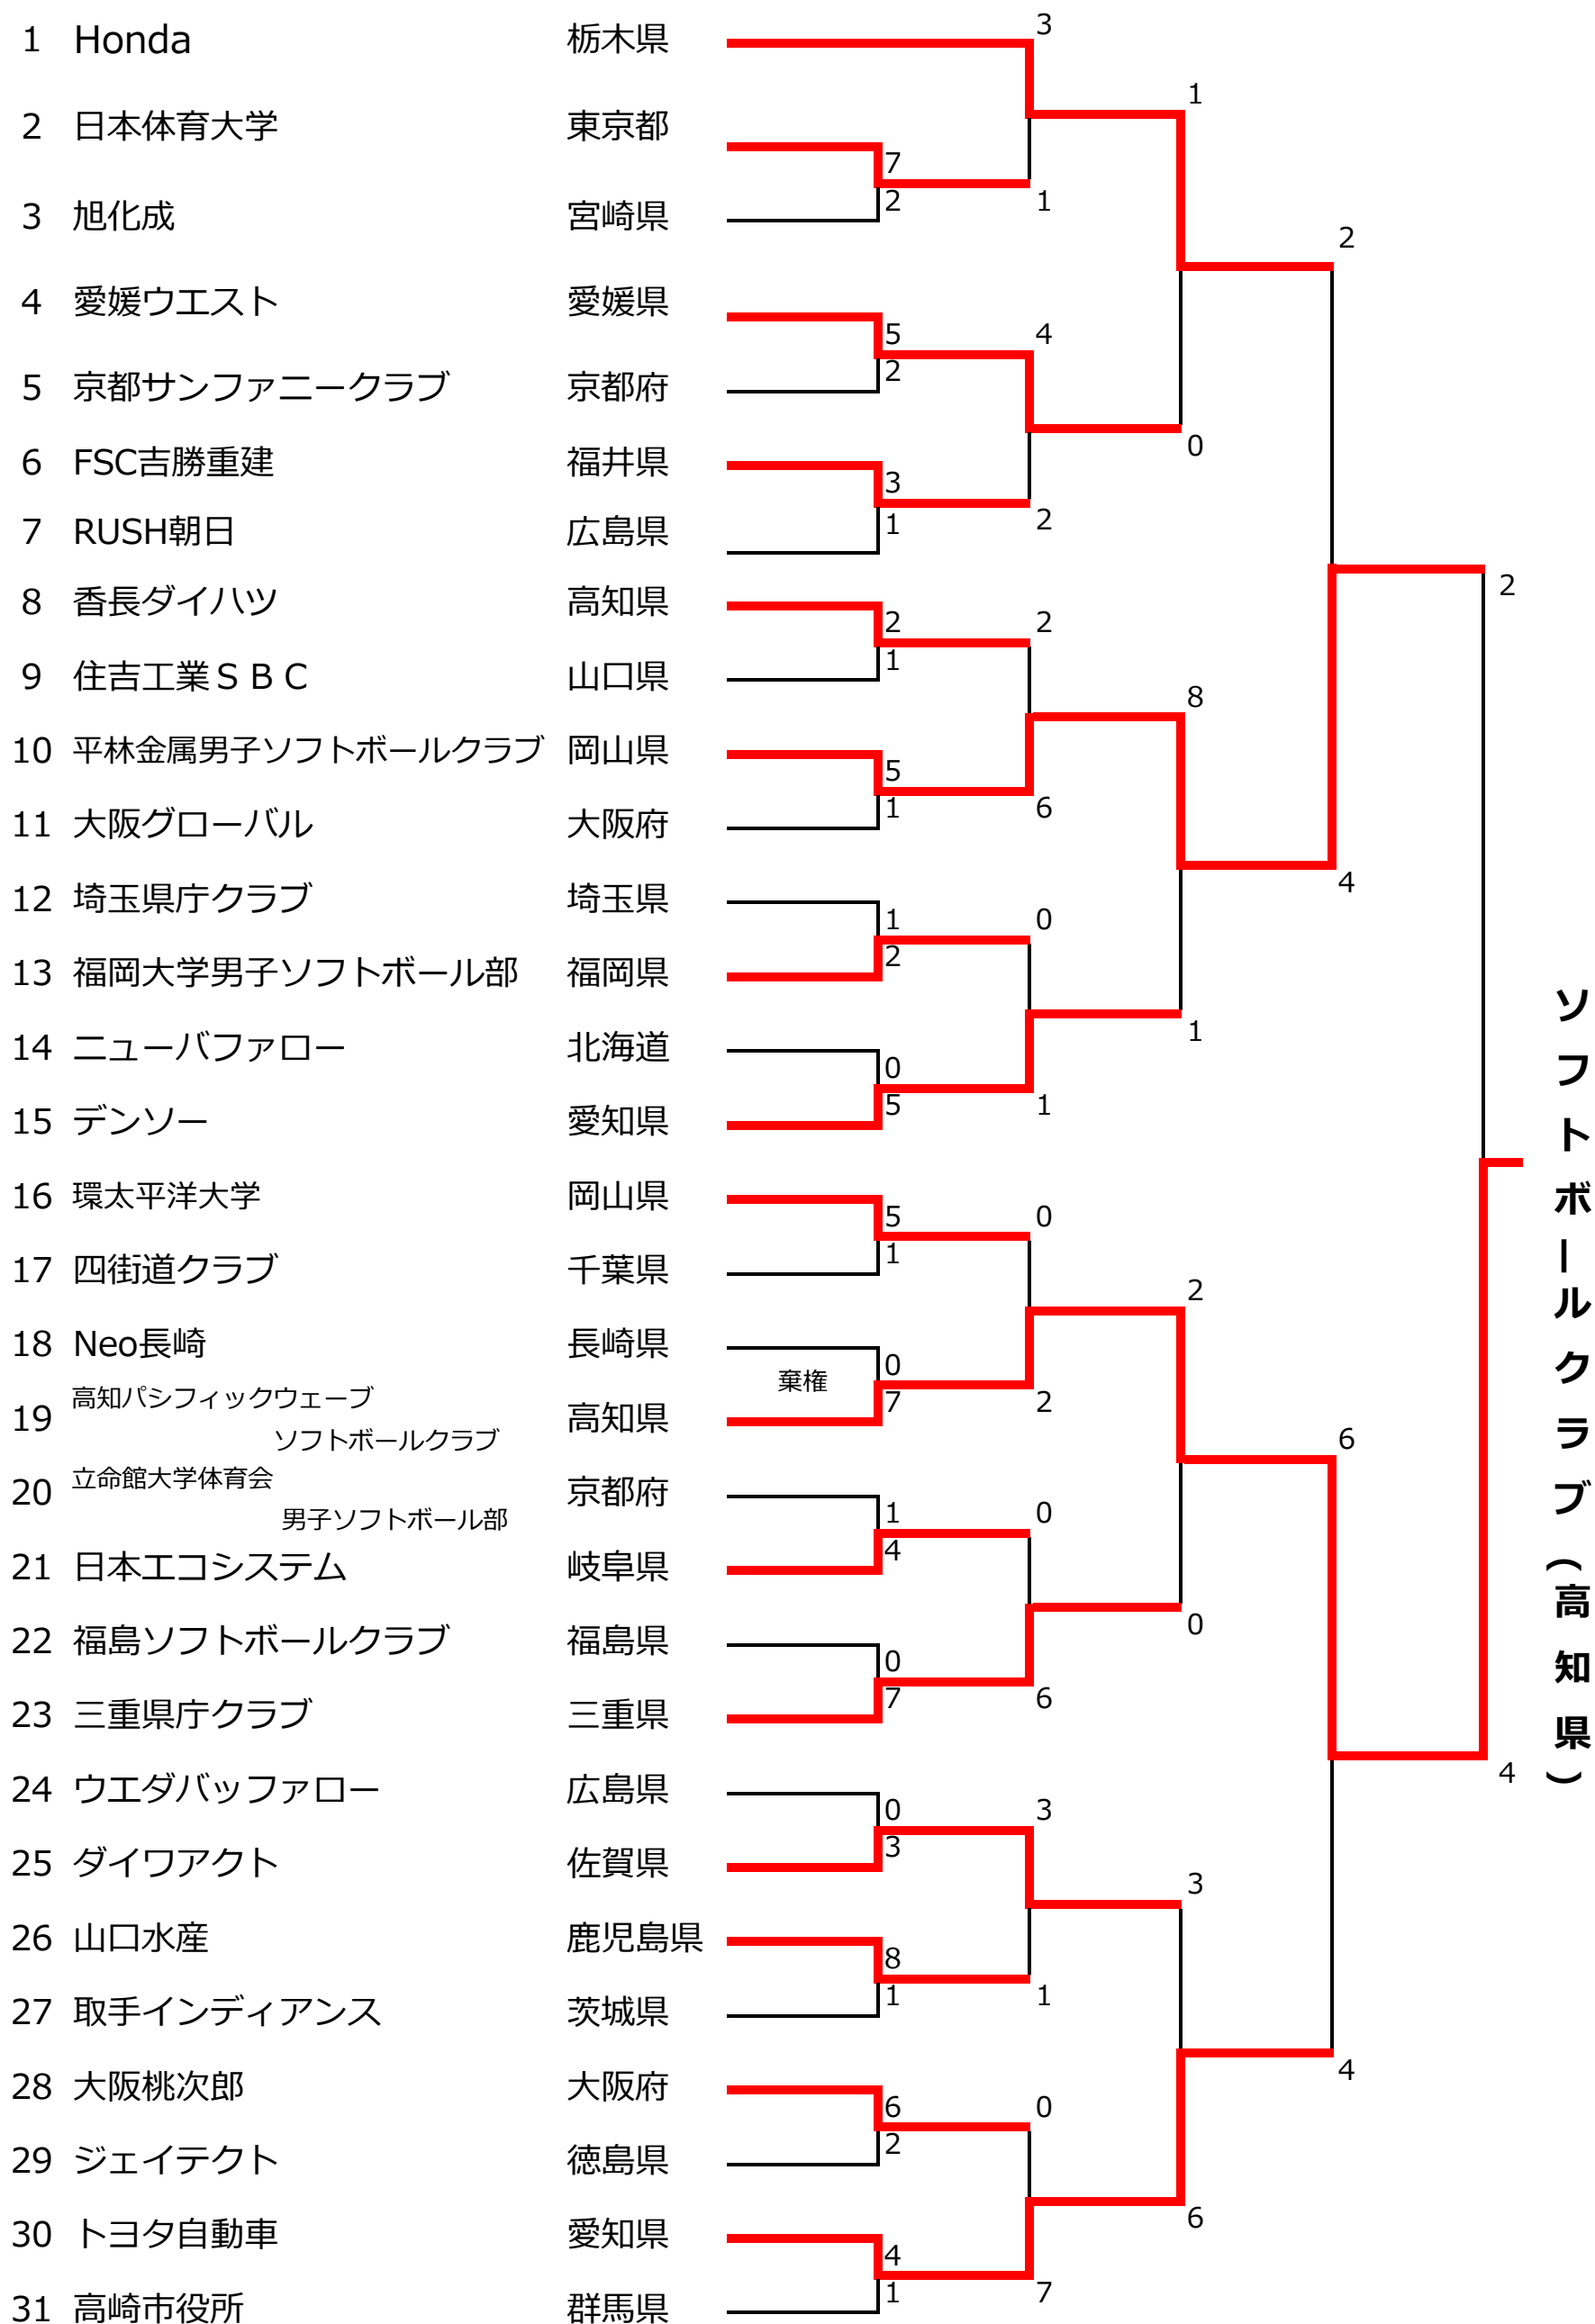 1 Honda 栃木県
3
1
2 日本体育大学 東京都
7
2
1
3 旭化成 宮崎県
2
4 愛媛ウエスト 愛媛県
5
4
2
5 京都サンファニークラブ 京都府
0
6 FSC吉勝重建 福井県
3
2
1
7 RUSH朝日 広島県
2
8 香長ダイハツ 高知県
2
2
1
9 住吉工業ＳＢＣ 山口県
8
10 平林金属男子ソフトボールクラブ 岡山県
5
1
6
11 大阪グローバル 大阪府
4
12 埼玉県庁クラブ 埼玉県
1
0
2
13 福岡大学男子ソフトボール部 福岡県
1
14 ニューバファロー 北海道
0
5
1
15 デンソー 愛知県
16 環太平洋大学 岡山県
5
0
1
17 四街道クラブ 千葉県
2
18 Neo長崎 長崎県
棄権
0
7
2
19 高知パシフィックウェーブ
ソフトボールクラブ
高知県
6
20 立命館大学体育会
男子ソフトボール部
京都府
1
0
4
21 日本エコシステム 岐阜県
0
22 福島ソフトボールクラブ 福島県
0
7
6
23 三重県庁クラブ 三重県
4
24 ウエダバッファロー 広島県
0
3
3
25 ダイワアクト 佐賀県
3
26 山口水産 鹿児島県
8
1
1
27 取手インディアンス 茨城県
4
28 大阪桃次郎 大阪府
6
0
2
29 ジェイテクト 徳島県
6
30 トヨタ自動車 愛知県
4
1
7
31 高崎市役所 群馬県
ソフトボールクラブ（高知県）